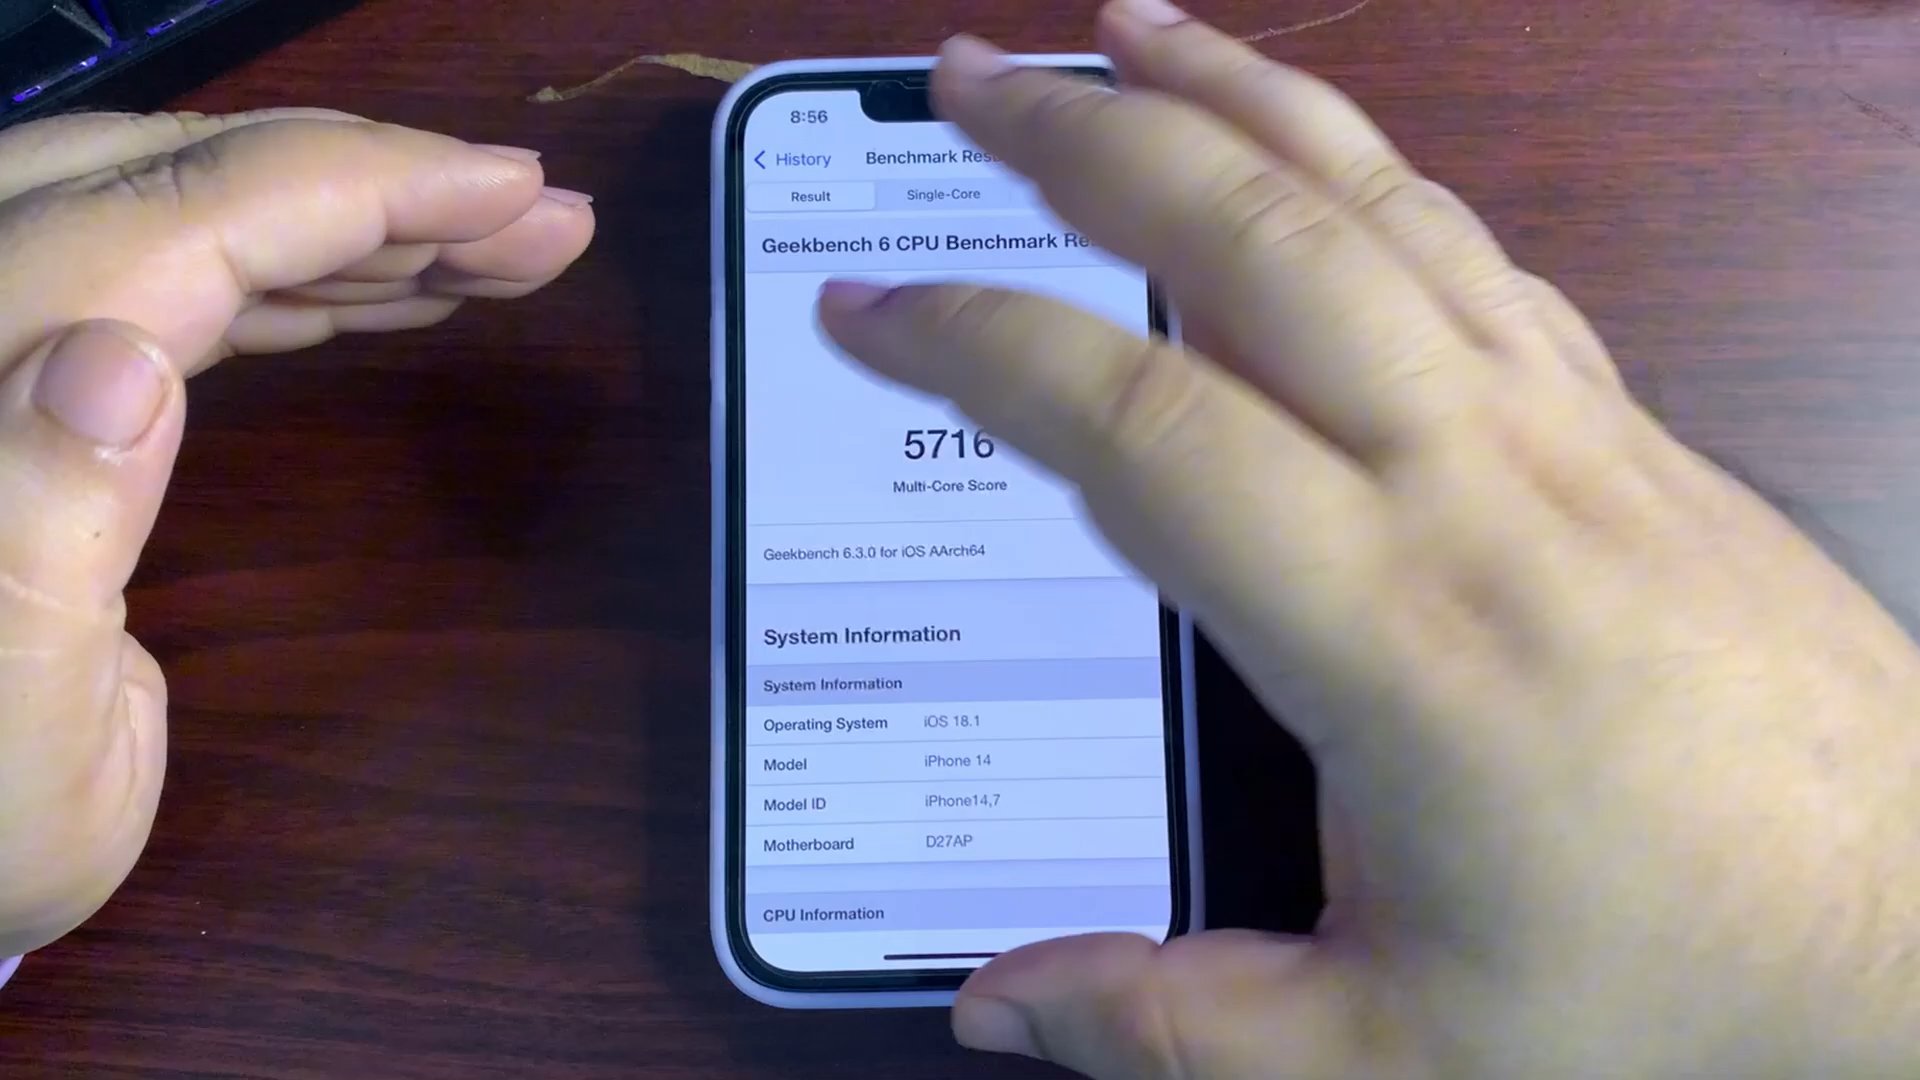 8:56
History
Benchmark
Result
Single-Core
Geekbench 6 CPU Benchmark
5716
Multi-Core Score
Geekbench 6.3.0 for iOS AArch64
System Information
System Information
Operating System iOS 18.1
Model iPhone 14
Model ID iPhone14,7
Motherboard D27AP
CPU Information